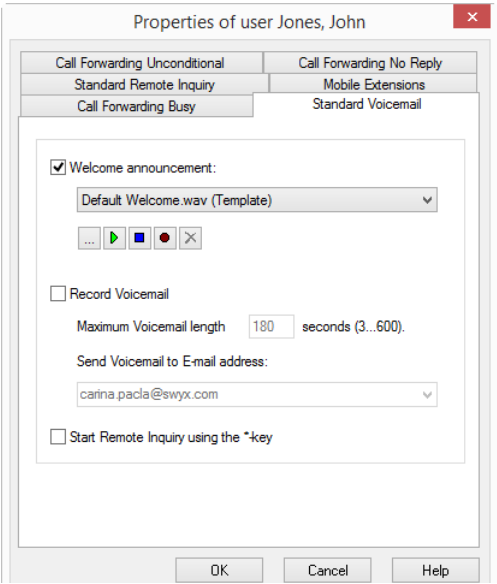 Properties of user Jones, John
Call Forwarding Unconditional Call Forwarding No Reply
Standard Remote Inquiry Mobile Extensions
Call Forwarding Busy Standard Voicemail
Welcome announcement:
Default Welcome.wav (Template)
...
Record Voicemail
Maximum Voicemail length 180 seconds (3...600).
Send Voicemail to E-mail address:
carina.pacla@swyx.com
Start Remote Inquiry using the *-key
OK Cancel Help